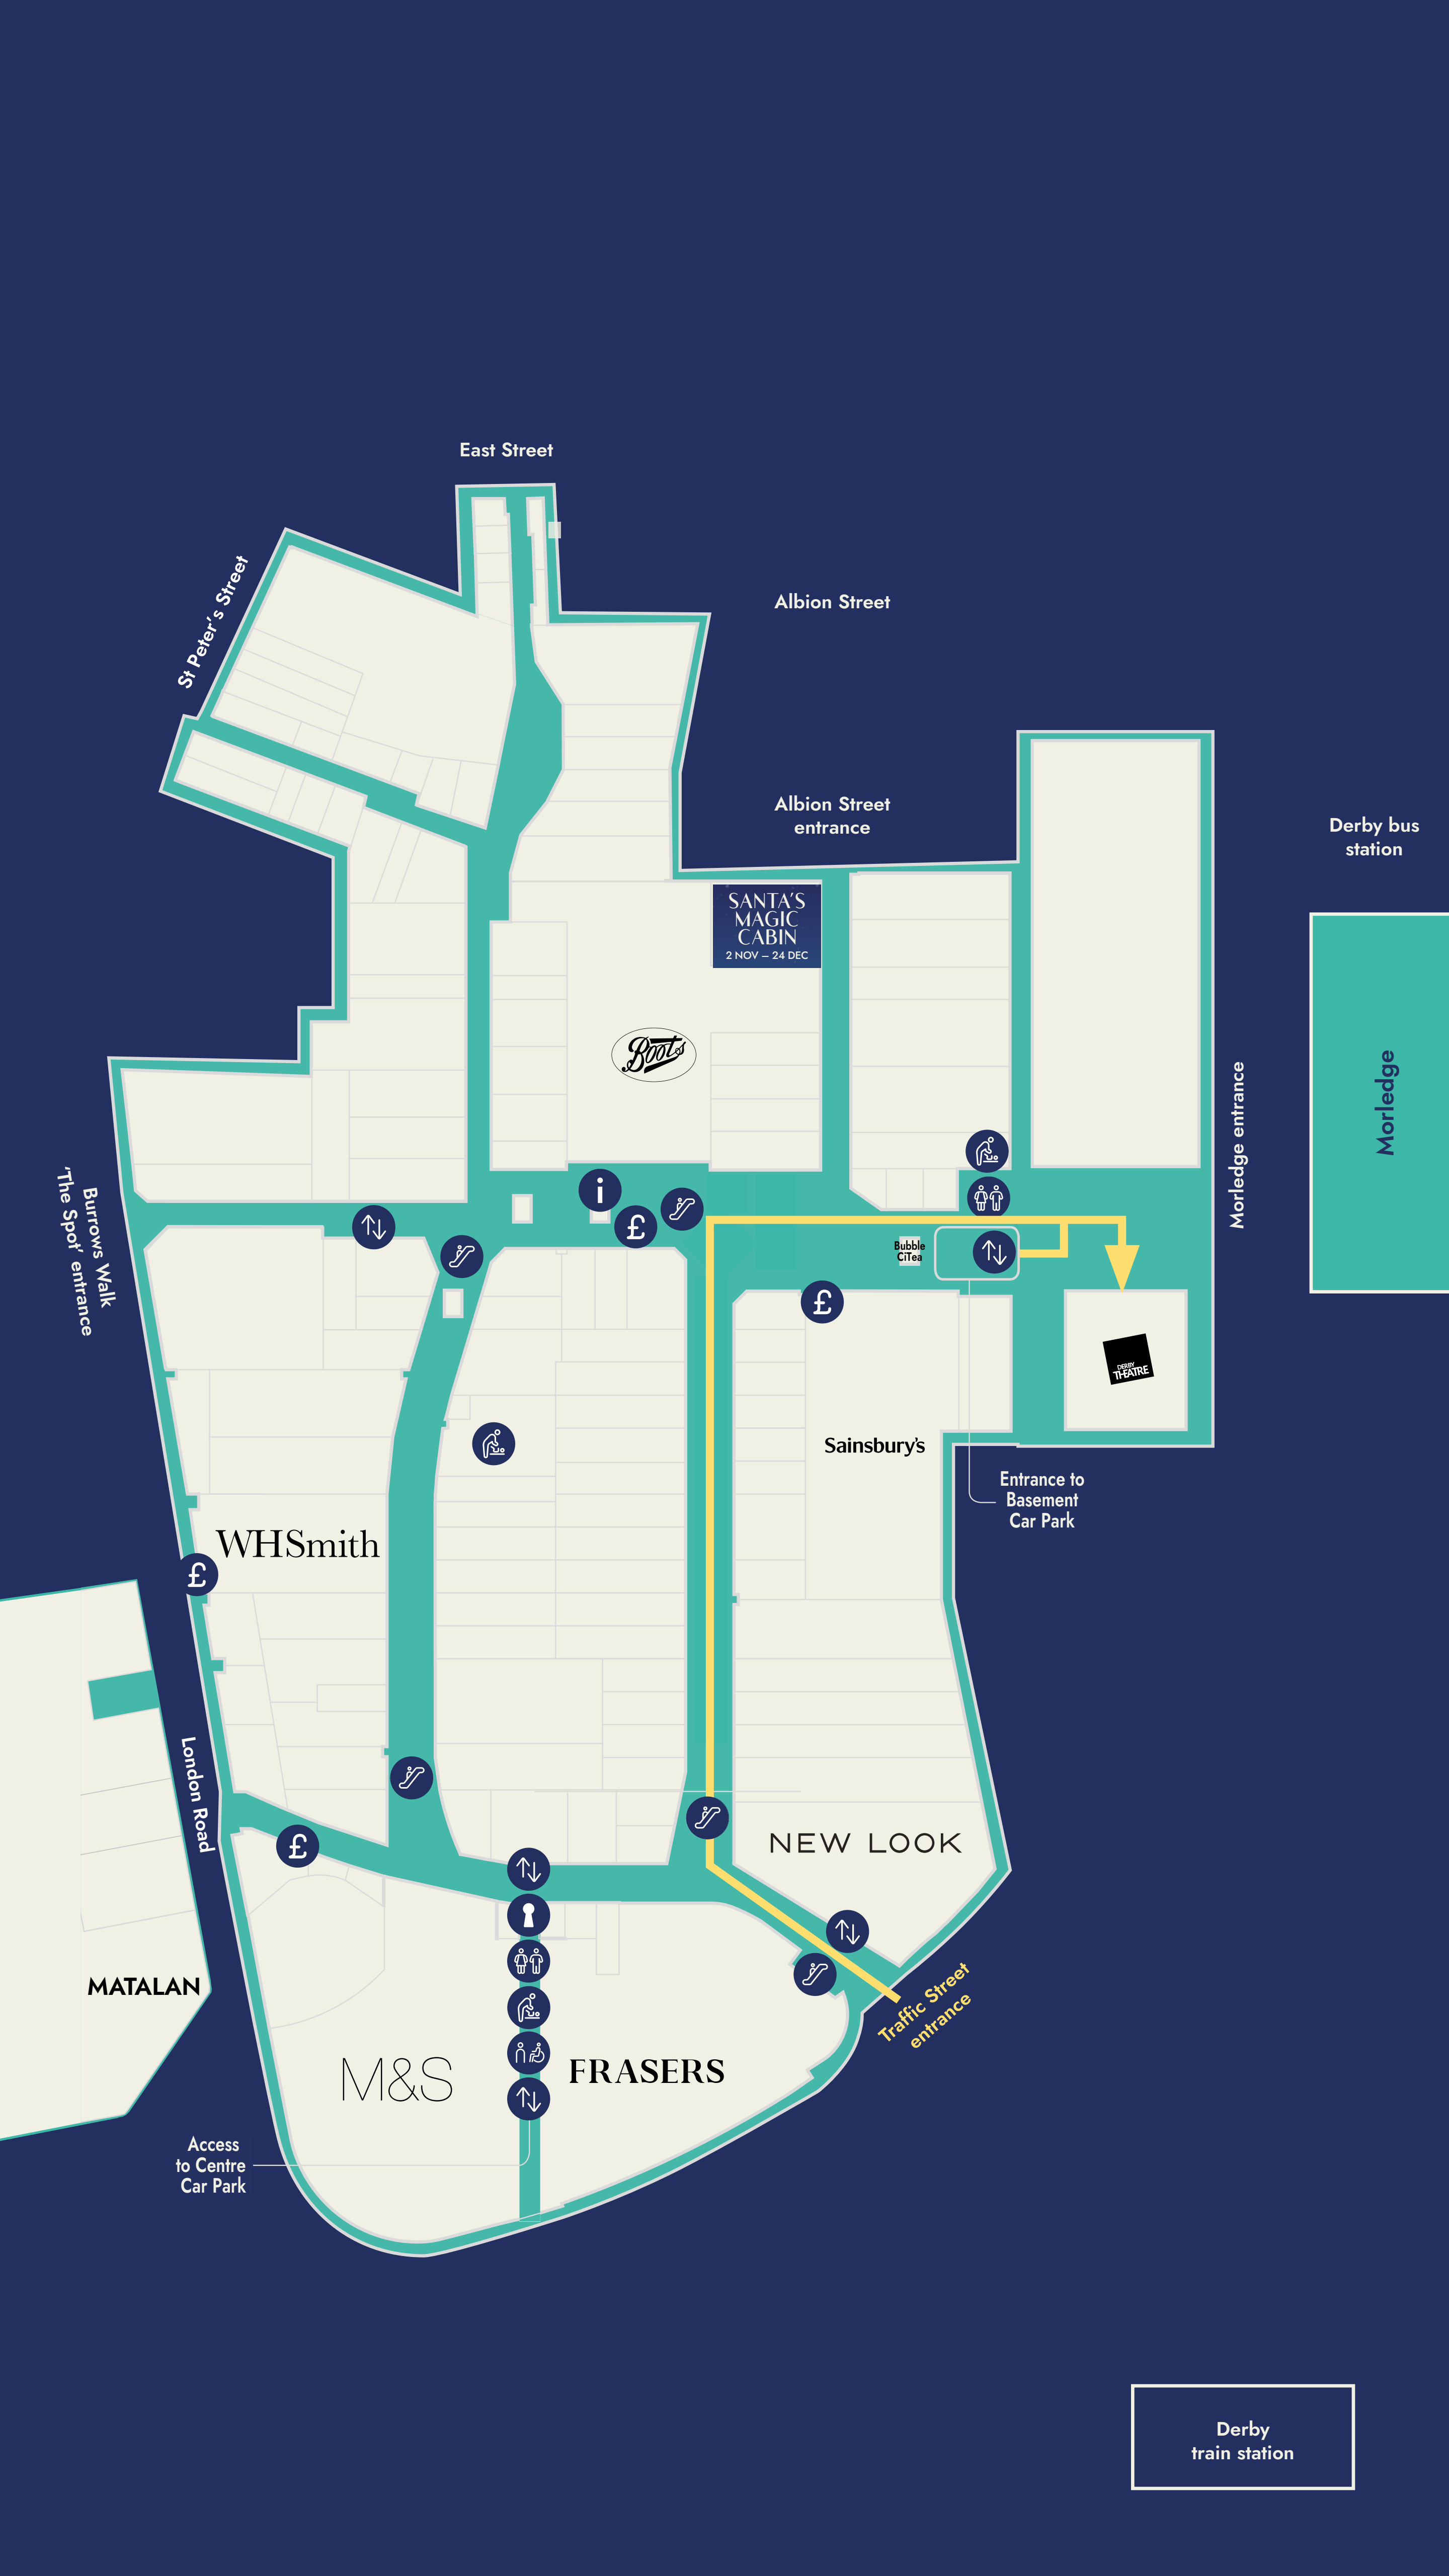 East Street
St Peter's Street
Albion Street
Albion Street
entrance
Derby bus
station
SANTA'S
MAGIC
CABIN
2 NOV – 24 DEC
Boots
Morledge
Morledge entrance
Burrows Walk
'The Spot' entrance
i
£
Bubble
CiTea
£
DERBY
THEATRE
Sainsbury's
Entrance to
Basement
Car Park
WHSmith
£
London Road
£
NEW LOOK
MATALAN
Traffic Street
entrance
M&S
FRASERS
Access
to Centre
Car Park
Derby
train station